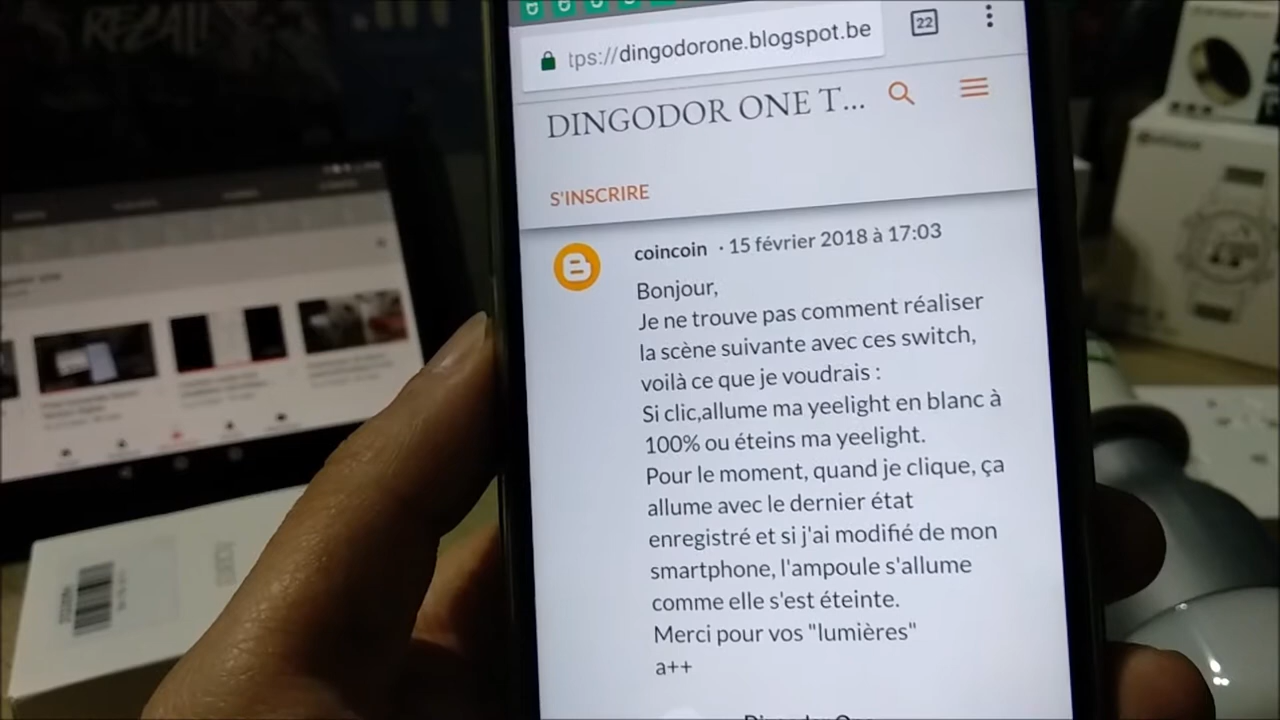 RECALL
22
tps://dingodorone.blogspot.be
DINGODOR ONE T...
S'INSCRIRE
coincoin · 15 février 2018 à 17:03
Bonjour,
Je ne trouve pas comment réaliser
la scène suivante avec ces switch,
voilà ce que je voudrais :
Si clic,allume ma yeelight en blanc à
100% ou éteins ma yeelight.
Pour le moment, quand je clique, ça
allume avec le dernier état
enregistré et si j'ai modifié de mon
smartphone, l'ampoule s'allume
comme elle s'est éteinte.
Merci pour vos "lumières"
a++